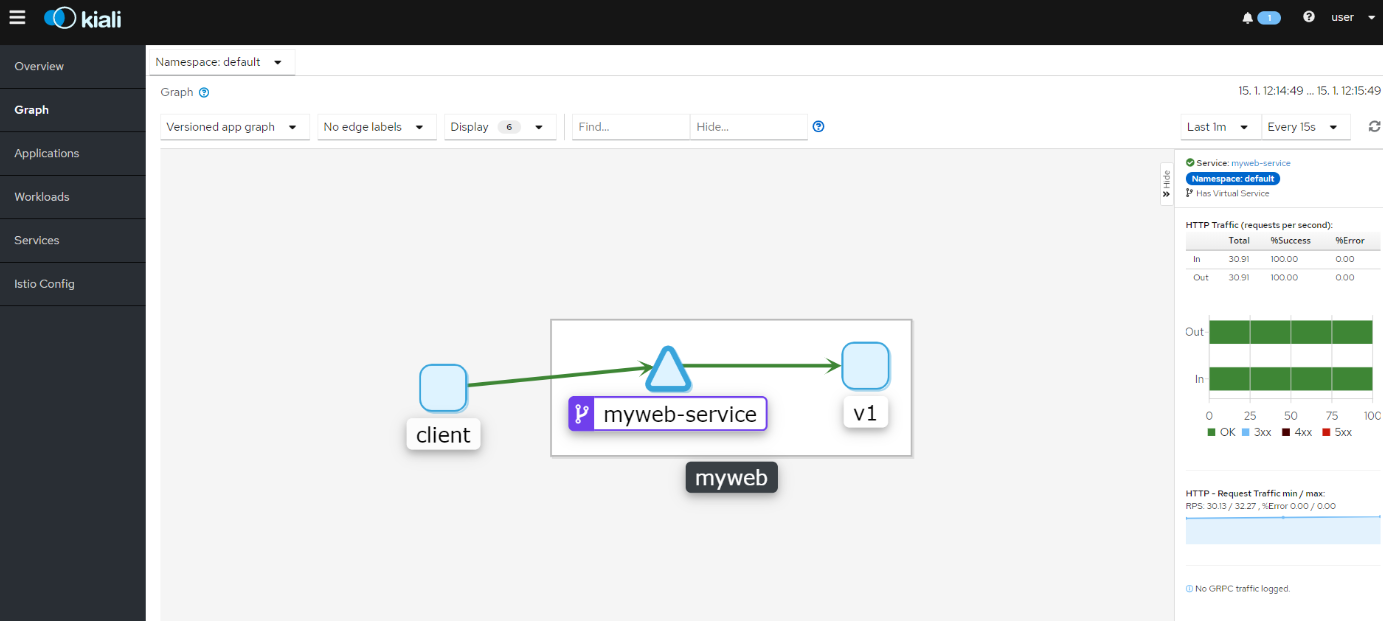 kiali
1
user
Overview
Graph
Applications
Workloads
Services
Istio Config
Namespace: default
Graph
15. 1. 12:14:49 ... 15. 1. 12:15:49
Versioned app graph
No edge labels
Display 6
Find...
Hide...
Last 1m
Every 15s
client
myweb-service
v1
myweb
Hide
Service: myweb-service
Namespace: default
Has Virtual Service
HTTP Traffic (requests per second):
Total %Success %Error
In 30.91 100.00 0.00
Out 30.91 100.00 0.00
Out
In
0 25 50 75 100
OK 3xx 4xx 5xx
HTTP - Request Traffic min / max:
RPS: 30.13 / 32.27 , %Error 0.00 / 0.00
No GRPC traffic logged.